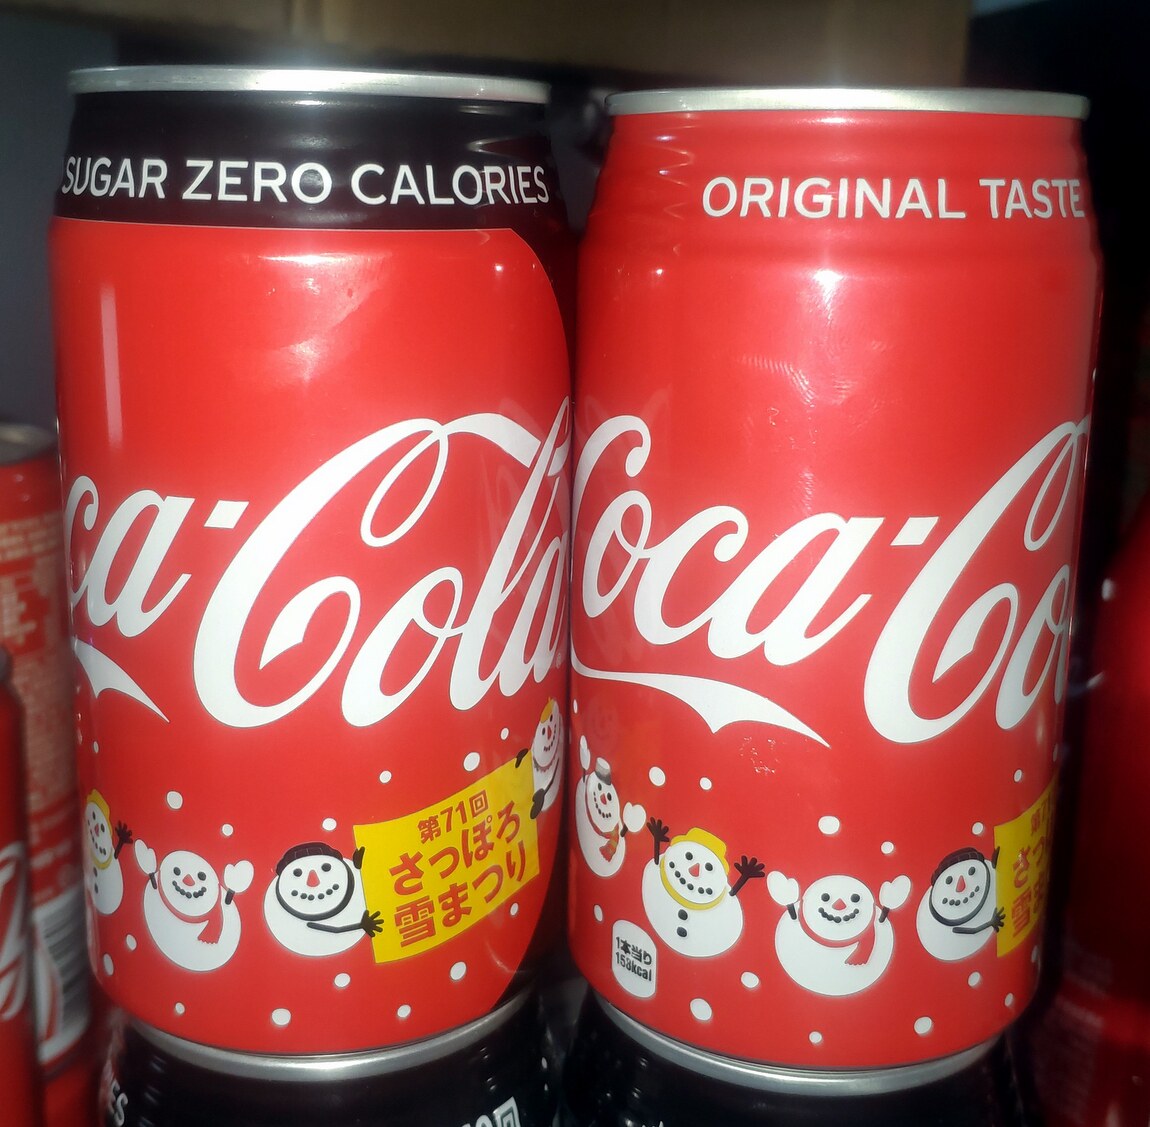 SUGAR ZERO CALORIES
ca-Cola
第71回
さっぽろ
雪まつり
ORIGINAL TASTE
Coca-Co
1本当り
158kcal